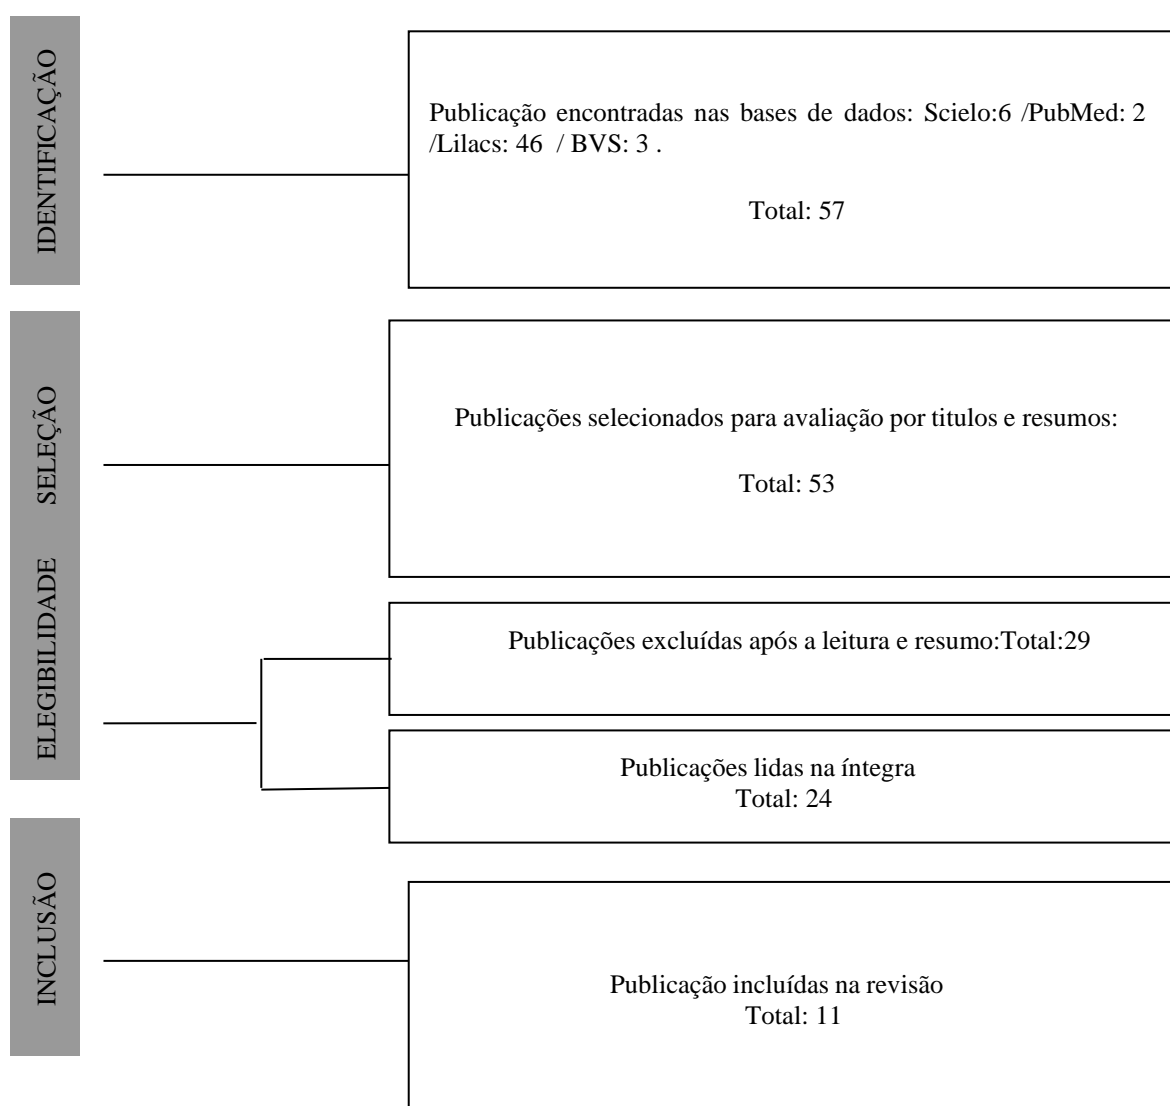 IDENTIFICAÇÃO
Publicação encontradas nas bases de dados: Scielo:6 /PubMed: 2
/Lilacs: 46 / BVS: 3 .
Total: 57
SELEÇÃO
Publicações selecionados para avaliação por titulos e resumos:
Total: 53
ELEGIBILIDADE
Publicações excluídas após a leitura e resumo:Total:29
Publicações lidas na íntegra
Total: 24
INCLUSÃO
Publicação incluídas na revisão
Total: 11